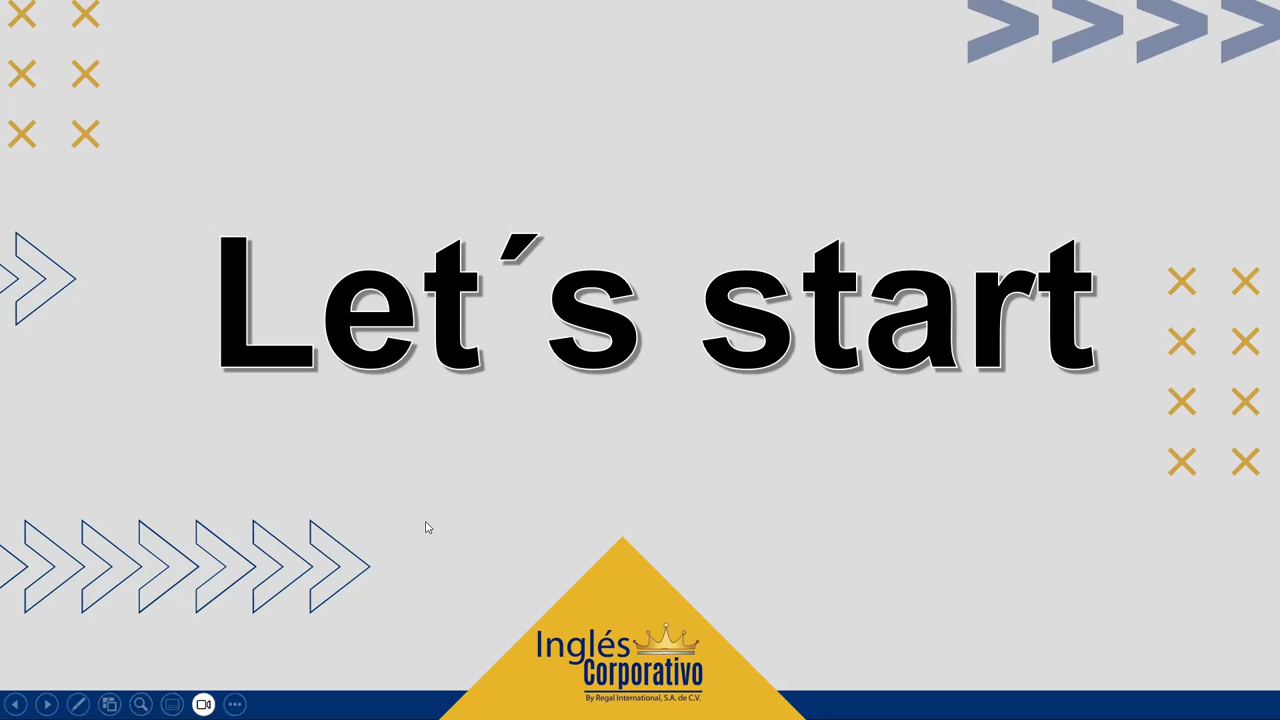 Let´s start
Inglés
Corporativo
By Regal International, S.A. de C.V.